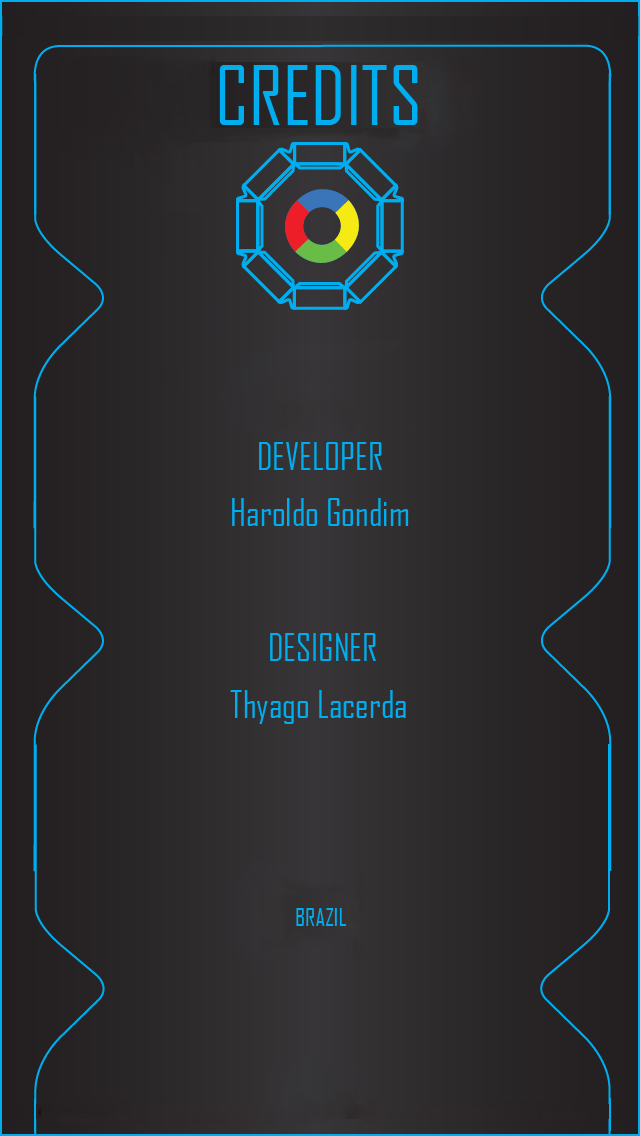 CREDITS
DEVELOPER
Haroldo Gondim
DESIGNER
Thyago Lacerda
BRAZIL